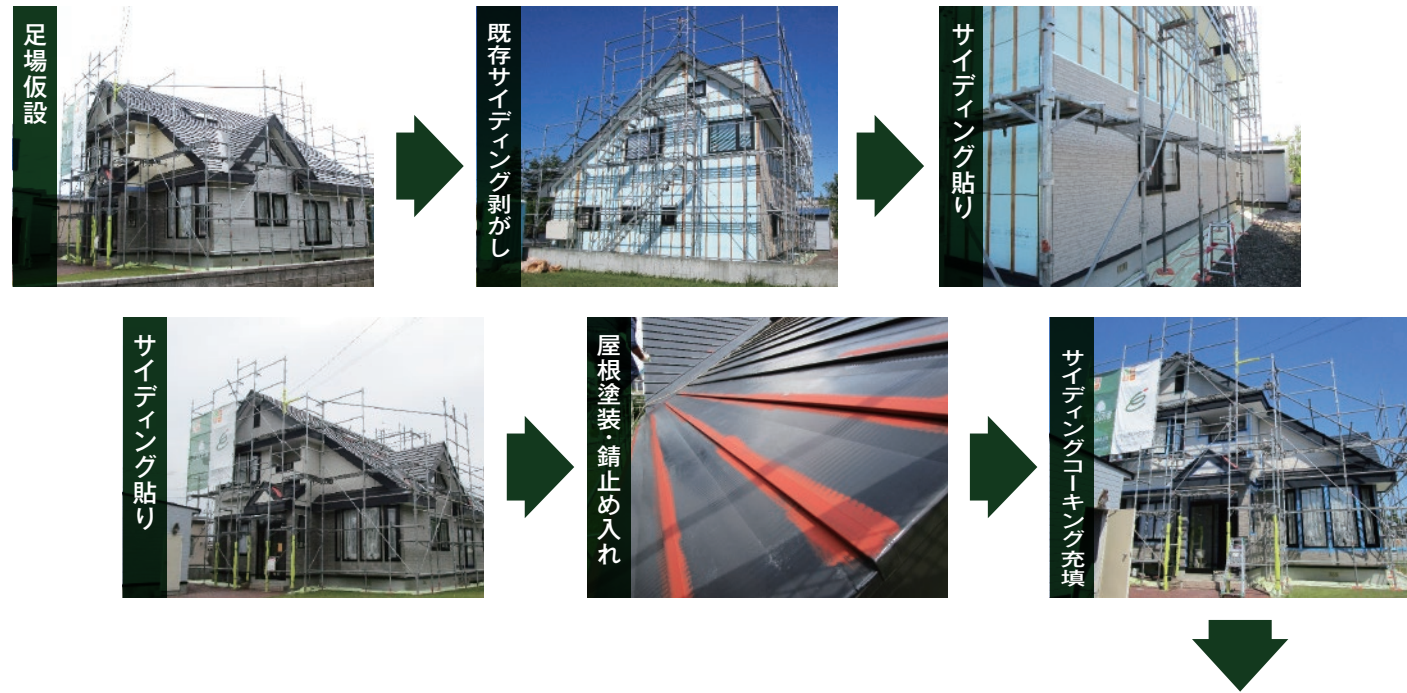 足場仮設
既存サイディング剥がし
サイディング貼り
サイディング貼り
屋根塗装・錆止め入れ
サイディングコーキング充填